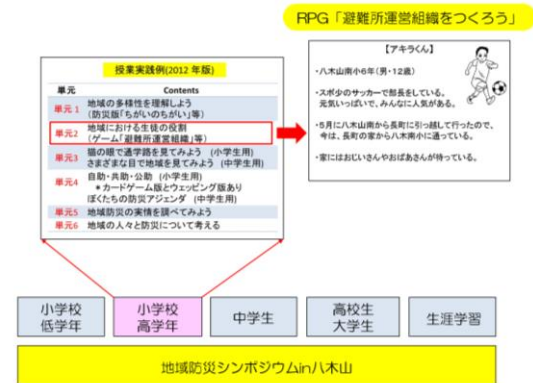 RPG「避難所運営組織をつくろう」
授業実践例(2012 年版)
単元 Contents
単元 1 地域の多様性を理解しよう
(防災版「ちがいのちがい」等)
単元2 地域における生徒の役割
(ゲーム「避難所運営組織」等)
単元3 猫の眼で通学路を見てみよう (小学生用)
さまざまな目で地域を見てみよう (中学生用)
単元4 自助・共助・公助 (小学生用)
*カードゲーム版とウェッビング版あり
ぼくたちの防災アジェンダ (中学生用)
単元5 地域防災の実情を調べてみよう
単元6 地域の人々と防災について考える
【アキラくん】
・八木山南小6年(男・12歳)
・スポ少のサッカーで部長をしている。
元気いっぱいで、みんなに人気がある。
・5月に八木山南から長町に引っ越して行ったので、
今は、長町の家から八木南小に通っている。
・家にはおじいさんやおばあさんが待っている。
小学校
低学年
小学校
高学年
中学生
高校生
大学生
生涯学習
地域防災シンポジウムin八木山